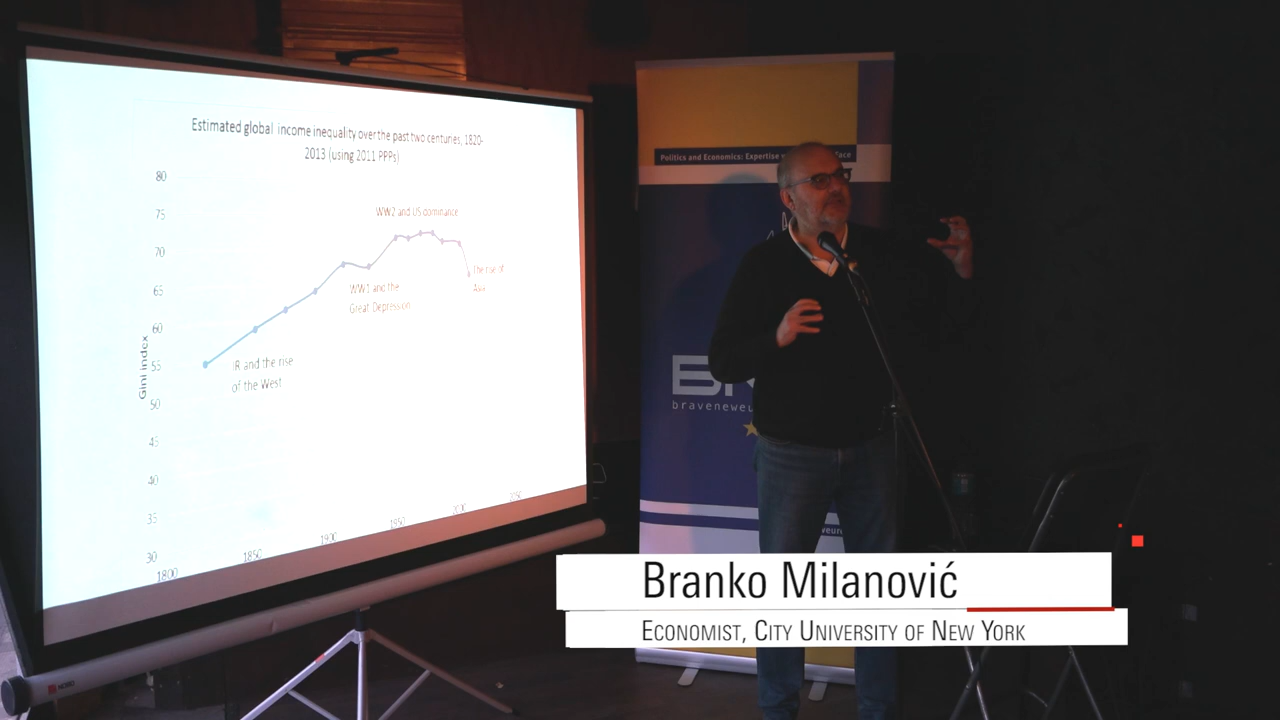 Estimated global income inequality over the past two centuries, 1820-
2013 (using 2011 PPPs)
80
75
70
65
60
55
50
45
40
35
30
Gini index
WW2 and US dominance
The rise of
Asia
WW1 and the
Great Depression
IR and the rise
of the West
1800
1850
1900
1950
2000
2050
Politics and Economics: Expertise
braveneweu
Branko Milanović
Economist, City University of New York